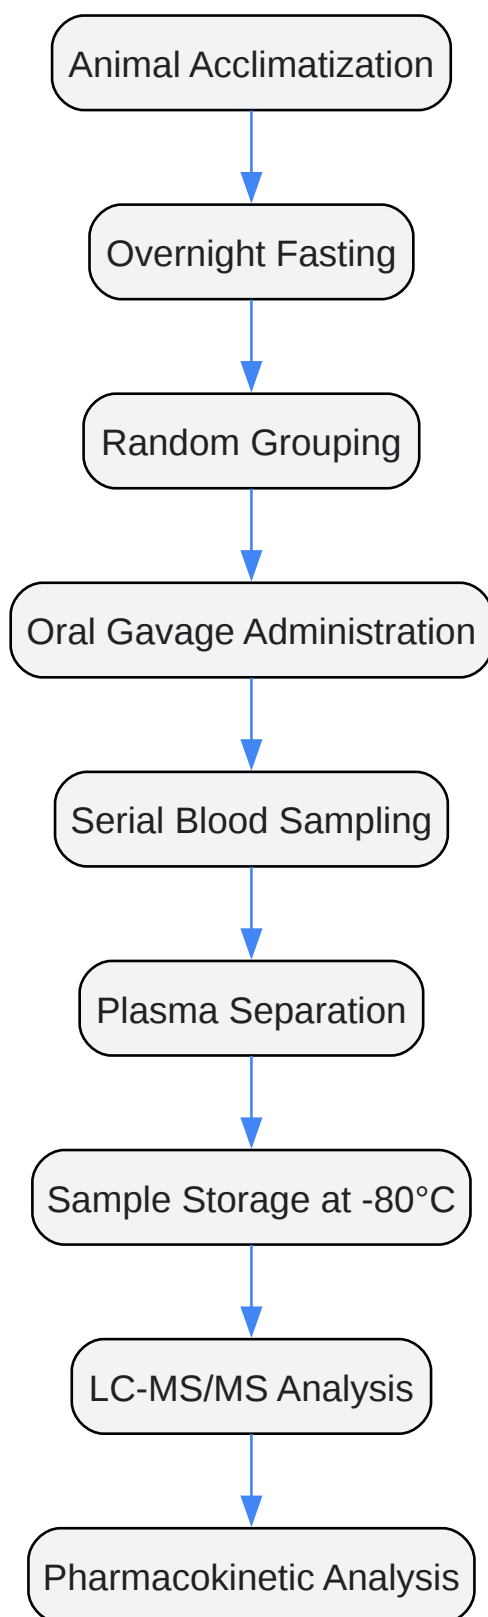 Animal Acclimatization
Overnight Fasting
Random Grouping
Oral Gavage Administration
Serial Blood Sampling
Plasma Separation
Sample Storage at -80°C
LC-MS/MS Analysis
Pharmacokinetic Analysis